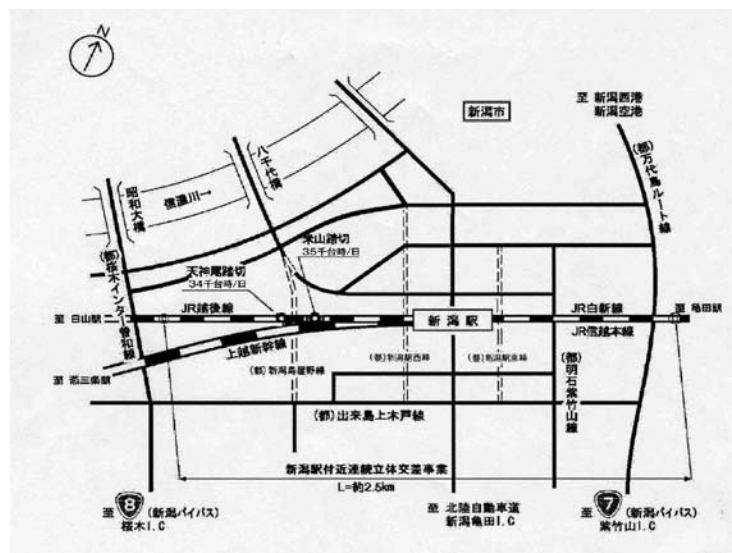 N
新潟市
至 新潟西港
新潟空港
(都)万代島ルート線
八千代橋
昭和大橋
信濃川→
米山踏切
35千台時/日
天神尾踏切
34千台時/日
(都)桜木インター曽和線
至 白山駅
JR越後線
新潟駅
JR白新線
JR信越本線
至 亀田駅
上越新幹線
(都)新潟鳥屋野線
(都)新潟駅西線
(都)新潟駅東線
(都)明石紫竹山線
至 燕三条駅
(都)出来島上木戸線
新潟駅付近連続立体交差事業
L=約2.5km
至 8 (新潟バイパス)
桜木I.C
至 北陸自動車道
新潟亀田I.C
至 7 (新潟バイパス)
紫竹山I.C